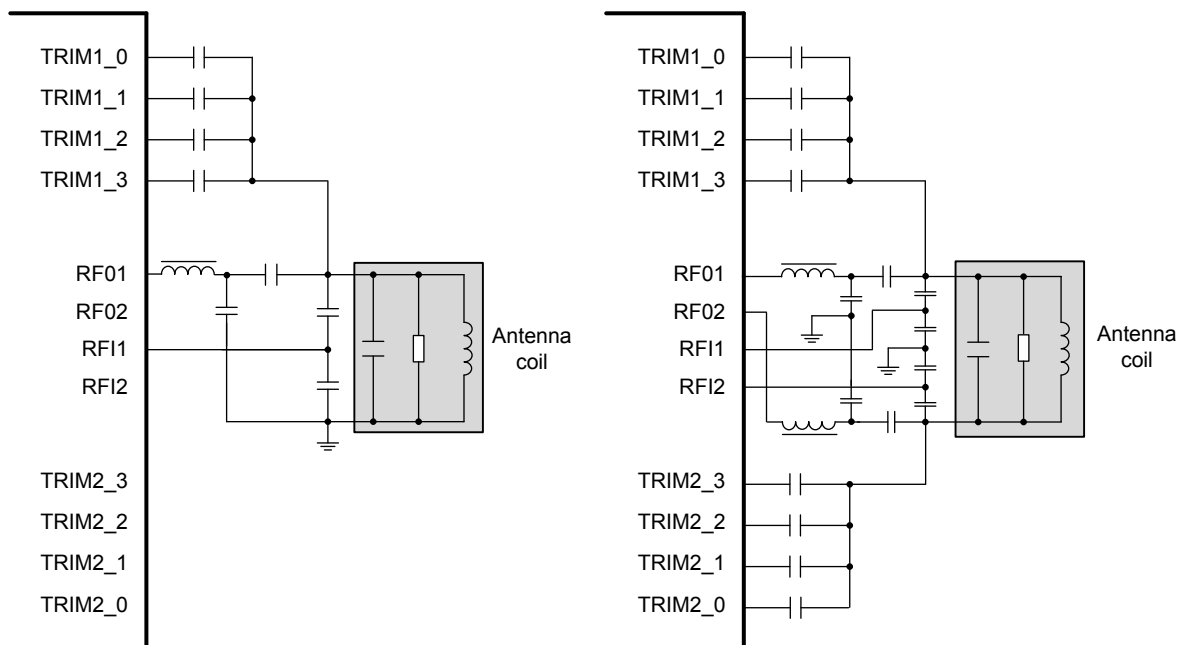 TRIM1_0
TRIM1_1
TRIM1_2
TRIM1_3
RF01
RF02
RFI1
RFI2
TRIM2_3
TRIM2_2
TRIM2_1
TRIM2_0
Antenna
coil
TRIM1_0
TRIM1_1
TRIM1_2
TRIM1_3
RF01
RF02
RFI1
RFI2
TRIM2_3
TRIM2_2
TRIM2_1
TRIM2_0
Antenna
coil